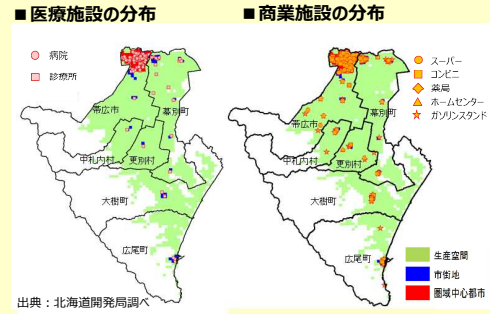 ■医療施設の分布
病院
診療所
帯広市
幕別町
中札内村
更別村
大樹町
広尾町
出典：北海道開発局調べ
■商業施設の分布
スーパー
コンビニ
薬局
ホームセンター
ガソリンスタンド
帯広市
幕別町
中札内村
更別村
大樹町
広尾町
生産空間
市街地
圏域中心都市